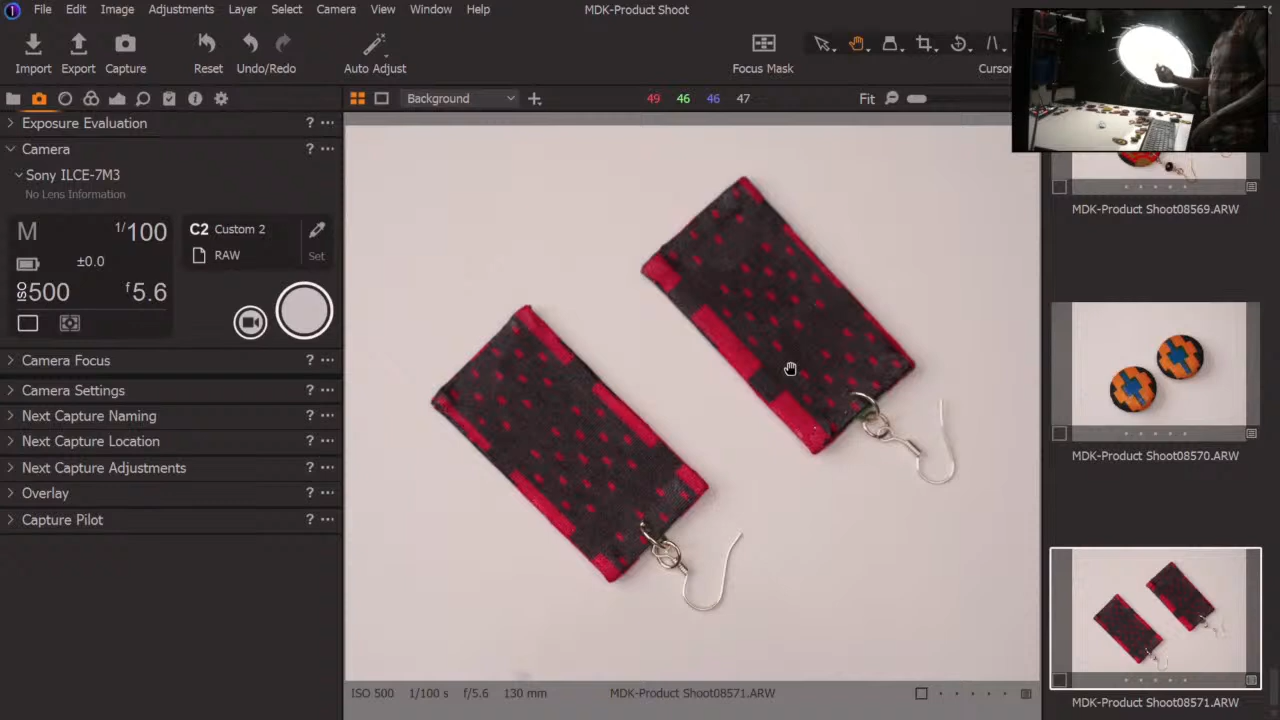 File Edit Image Adjustments Layer Select Camera View Window Help MDK-Product Shoot
Import Export Capture Reset Undo/Redo Auto Adjust Focus Mask Cursor
Background 49 46 46 47 Fit
Exposure Evaluation ? ...
Camera ? ...
Sony ILCE-7M3
No Lens Information
M 1/100 C2 Custom 2
±0.0 RAW Set
ISO 500 f 5.6
Camera Focus ? ...
Camera Settings ? ...
Next Capture Naming ? ...
Next Capture Location ? ...
Next Capture Adjustments ? ...
Overlay ? ...
Capture Pilot ? ...
ISO 500 1/100 s f/5.6 130 mm MDK-Product Shoot08571.ARW
MDK-Product Shoot08569.ARW
MDK-Product Shoot08570.ARW
MDK-Product Shoot08571.ARW